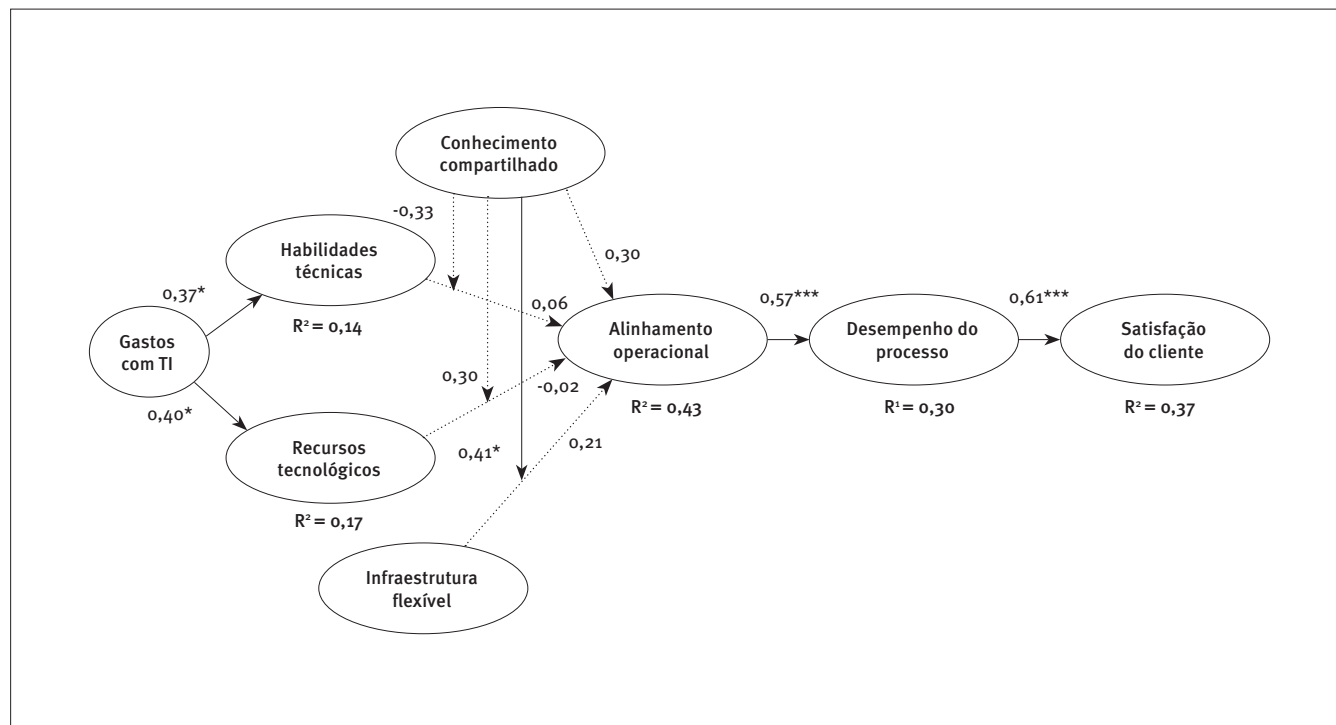 Conhecimento
compartilhado
-0,33
Habilidades
técnicas
0,30
0,37*
0,06
0,57***
0,61***
R² = 0,14
Gastos
com TI
Alinhamento
operacional
Desempenho do
processo
Satisfação
do cliente
0,30
-0,02
R² = 0,43
R¹ = 0,30
R² = 0,37
0,40*
Recursos
tecnológicos
0,41*
0,21
R² = 0,17
Infraestrutura
flexível